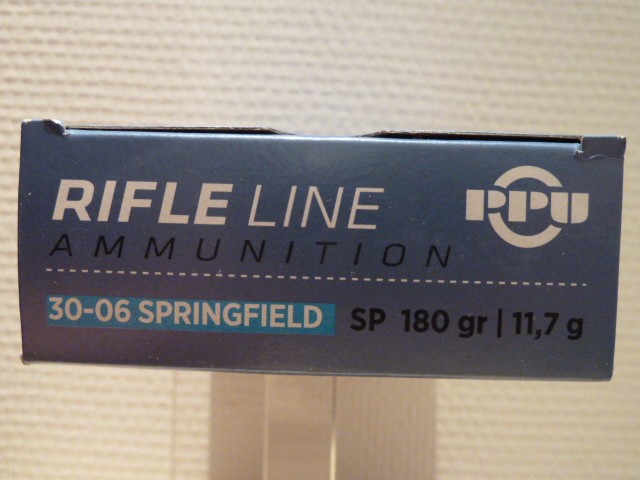 RIFLE LINE
PPU
AMMUNITION
30-06 SPRINGFIELD SP 180 gr | 11,7 g